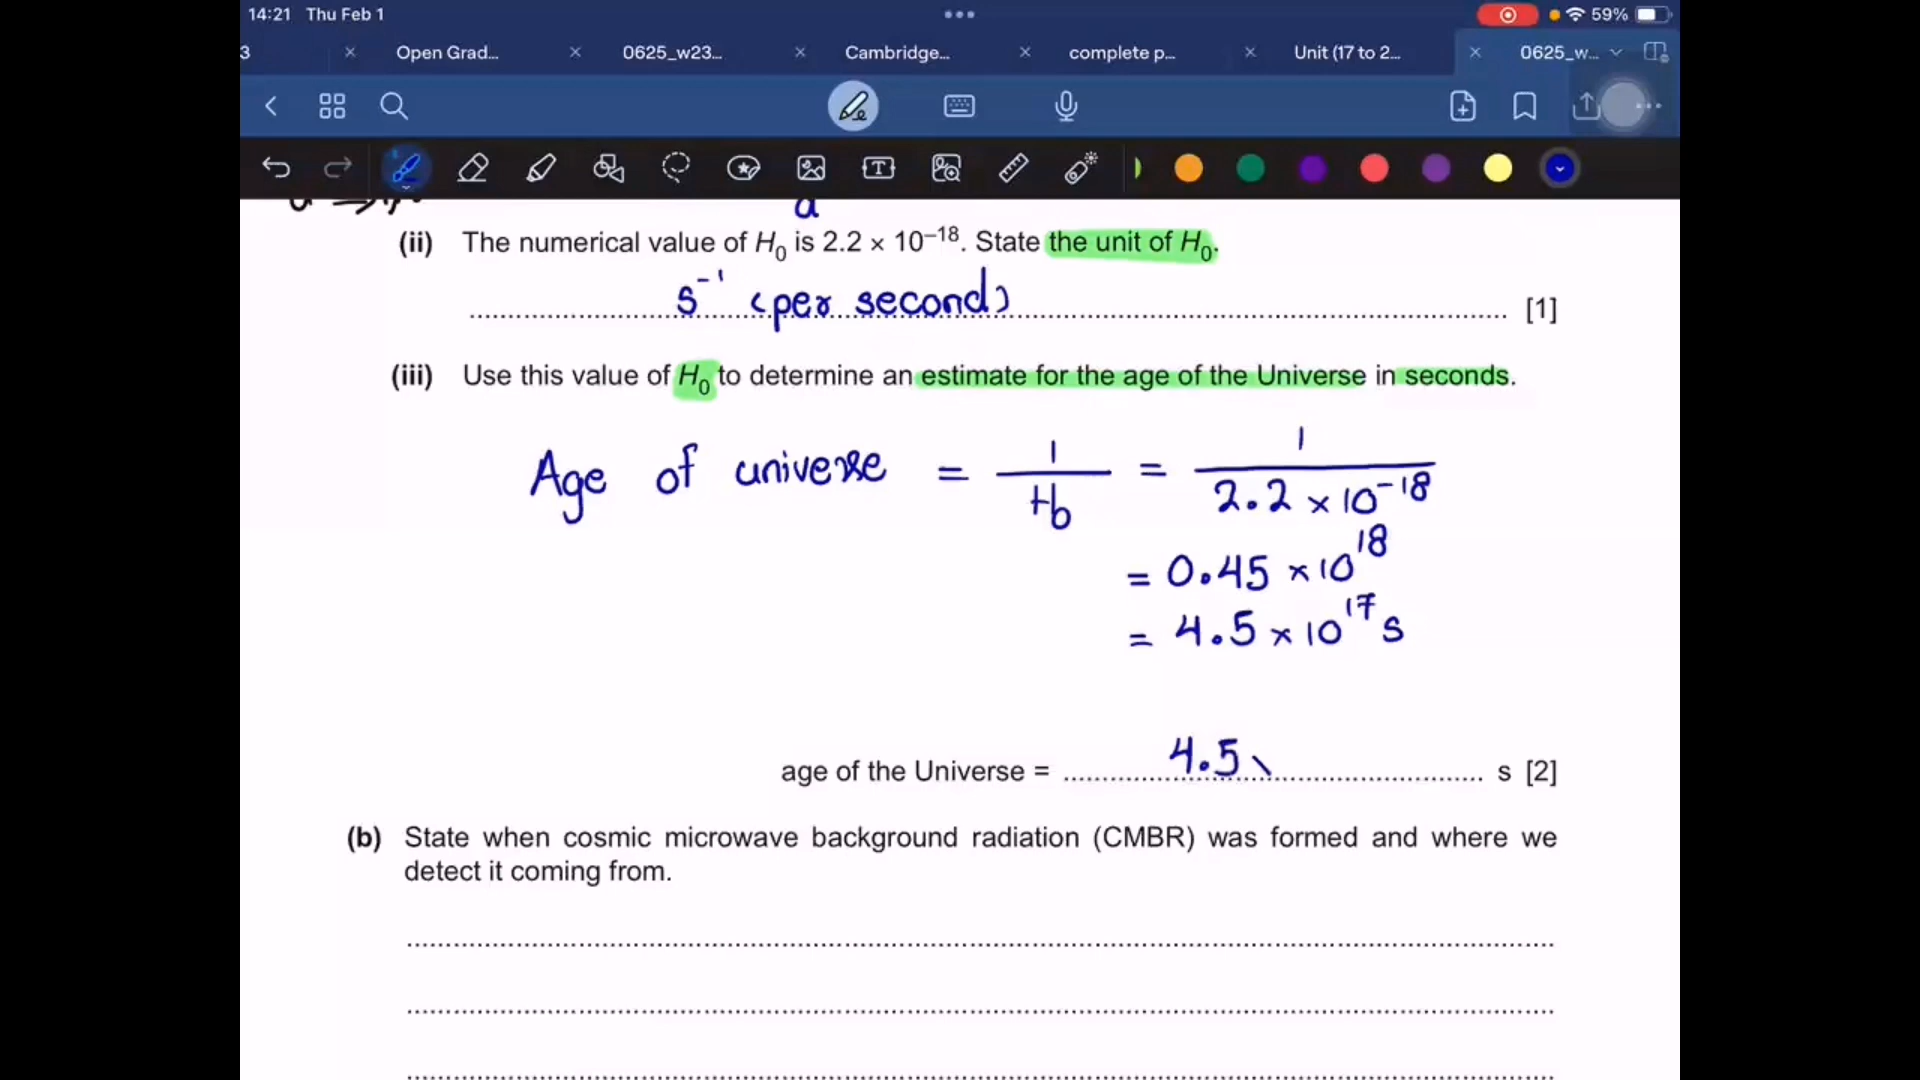 14:21 Thu Feb 1 59%
3 Open Grad... 0625_w23... Cambridge... complete p... Unit (17 to 2... 0625_w...
a
(ii) The numerical value of H₀ is 2.2 × 10⁻¹⁸. State the unit of H₀.
s⁻¹ (per second) [1]
(iii) Use this value of H₀ to determine an estimate for the age of the Universe in seconds.
Age of universe = 1/H₀ = 1/2.2 × 10⁻¹⁸
= 0.45 × 10¹⁸
= 4.5 × 10¹⁷ s
age of the Universe = 4.5 s [2]
(b) State when cosmic microwave background radiation (CMBR) was formed and where we
detect it coming from.